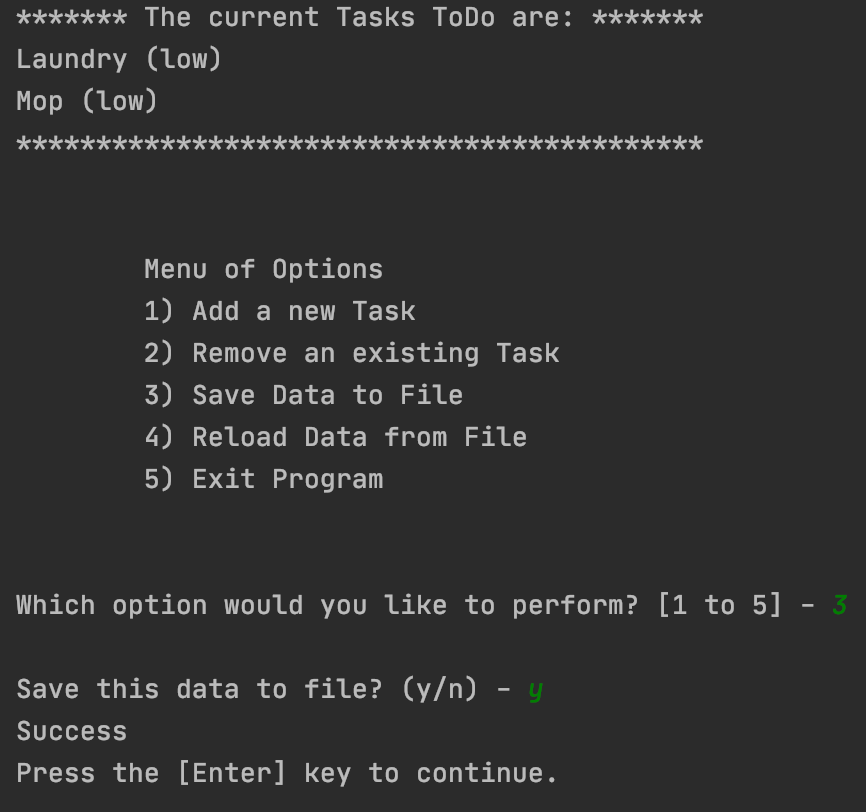 ******* The current Tasks ToDo are: *******
Laundry (low)
Mop (low)
*******************************************
Menu of Options
1) Add a new Task
2) Remove an existing Task
3) Save Data to File
4) Reload Data from File
5) Exit Program
Which option would you like to perform? [1 to 5] - 3
Save this data to file? (y/n) - y
Success
Press the [Enter] key to continue.